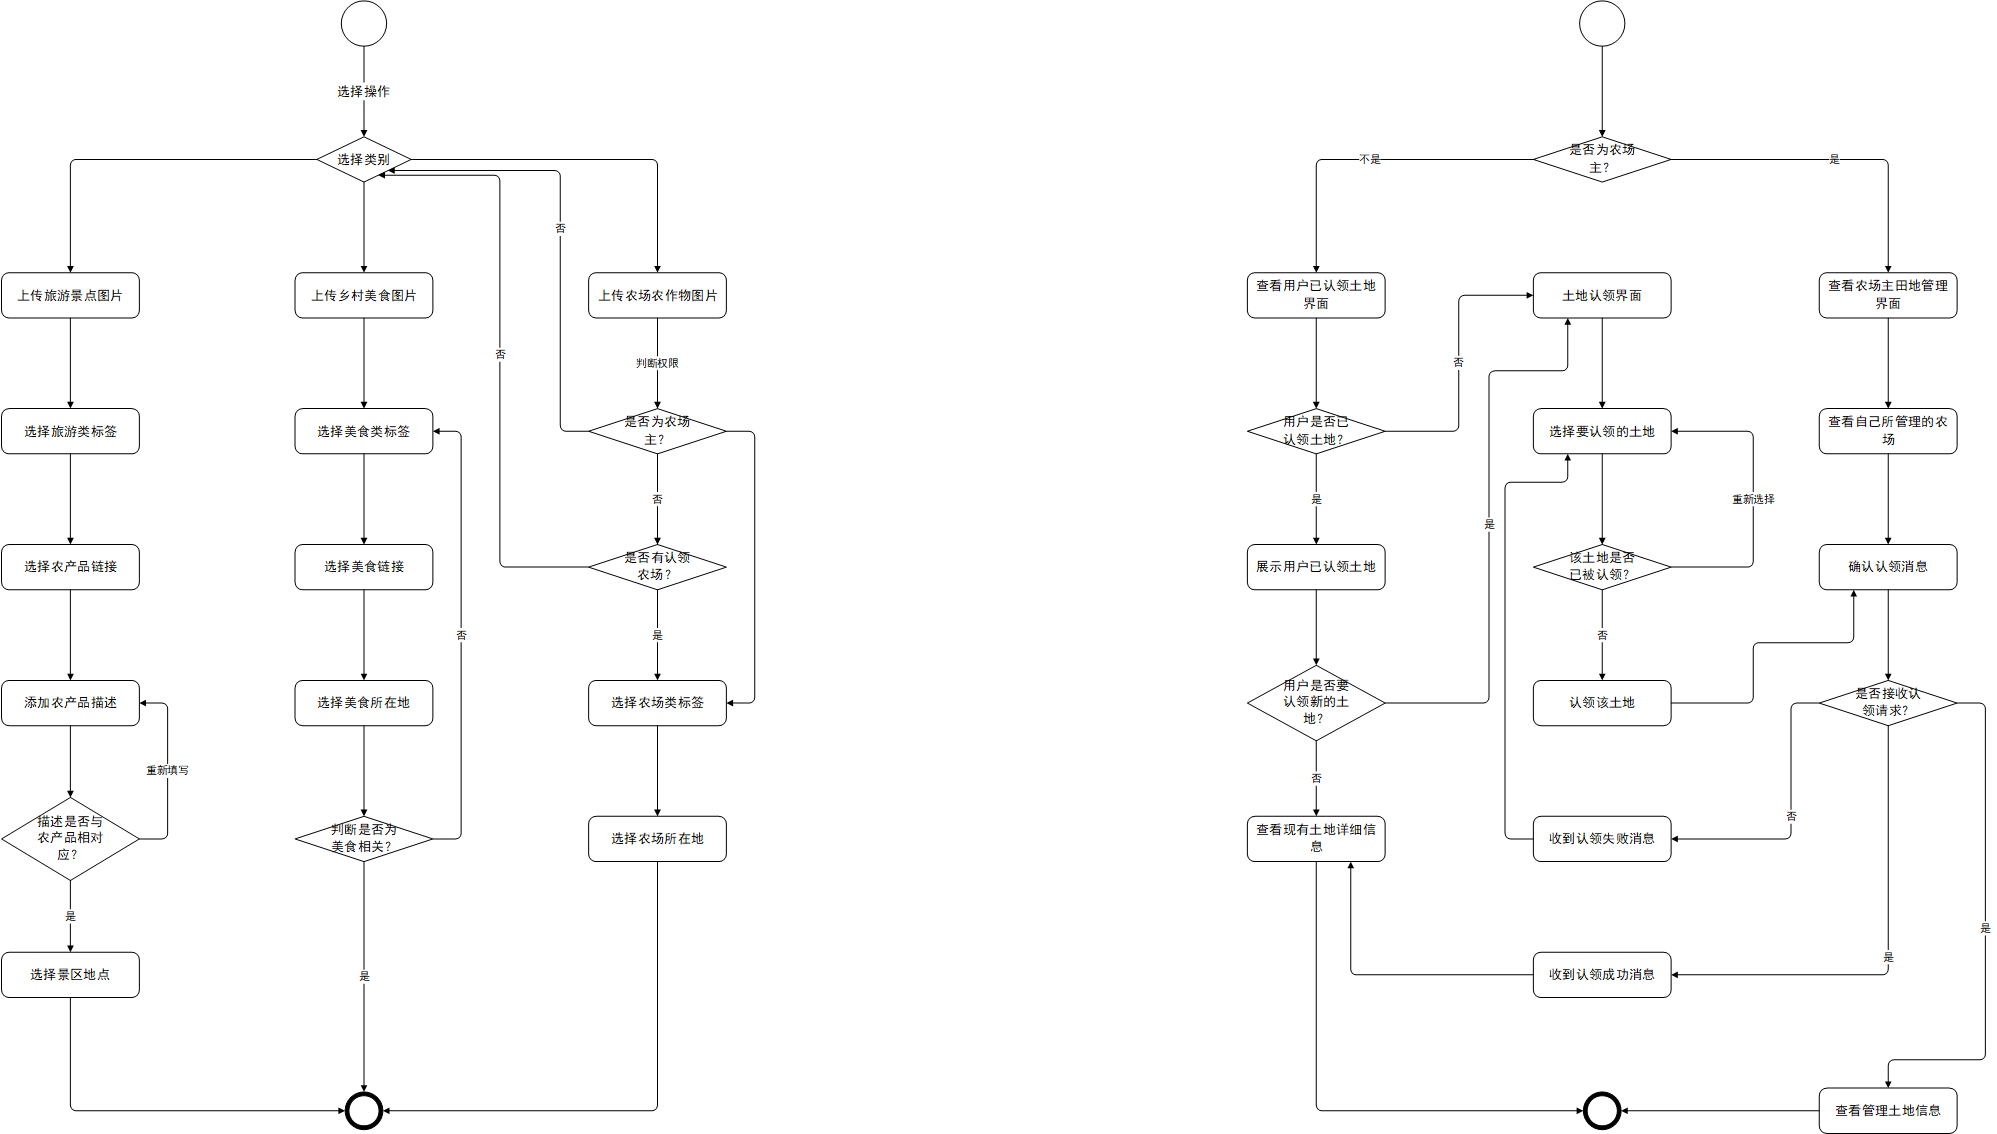 选择操作
选择类别
否
否
上传旅游景点图片
上传乡村美食图片
上传农场农作物图片
判断权限
选择旅游类标签
选择美食类标签
是否为农场
主?
否
选择农产品链接
选择美食链接
是否有认领
农场?
否
是
添加农产品描述
选择美食所在地
选择农场类标签
重新填写
描述是否与
农产品相对
应?
判断是否为
美食相关?
选择农场所在地
是
选择景区地点
是
是否为农场
主?
不是
是
查看用户已认领土地
界面
土地认领界面
查看农场主田地管理
界面
否
用户是否已
认领土地?
选择要认领的土地
查看自己所管理的农
场
是
重新选择
是
展示用户已认领土地
该土地是否
已被认领?
确认认领消息
否
用户是否要
认领新的土
地?
认领该土地
是否接收认
领请求?
否
否
查看现有土地详细信
息
收到认领失败消息
是
是
收到认领成功消息
查看管理土地信息